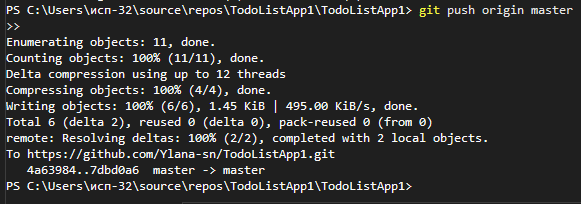 PS C:\Users\исп-32\source\repos\TodoListApp1\TodoListApp1> git push origin master
>>
Enumerating objects: 11, done.
Counting objects: 100% (11/11), done.
Delta compression using up to 12 threads
Compressing objects: 100% (4/4), done.
Writing objects: 100% (6/6), 1.45 KiB | 495.00 KiB/s, done.
Total 6 (delta 2), reused 0 (delta 0), pack-reused 0 (from 0)
remote: Resolving deltas: 100% (2/2), completed with 2 local objects.
To https://github.com/Ylana-sn/TodoListApp1.git
   4a63984..7dbd0a6  master -> master
PS C:\Users\исп-32\source\repos\TodoListApp1\TodoListApp1>